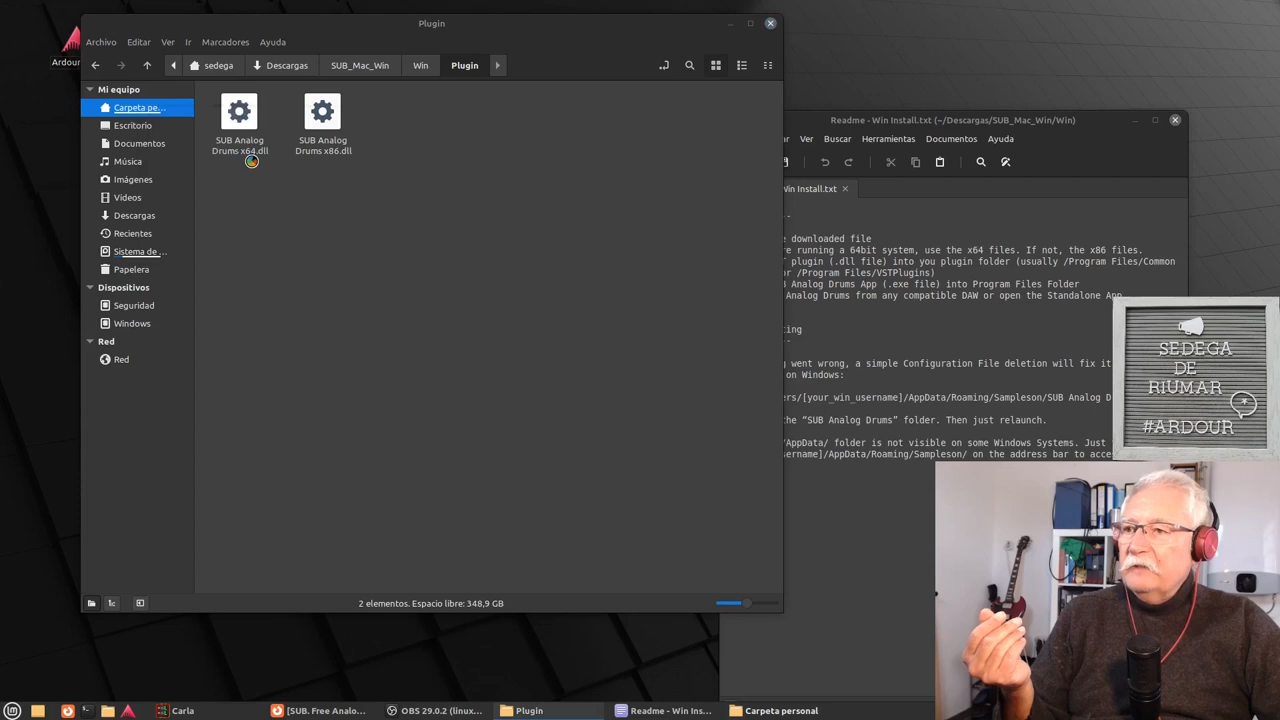 Plugin
Archivo Editar Ver Ir Marcadores Ayuda
sedega Descargas SUB_Mac_Win Win Plugin
Mi equipo
Carpeta pe...
Escritorio
Documentos
Música
Imágenes
Videos
Descargas
Recientes
Sistema de ...
Papelera
Dispositivos
Seguridad
Windows
Red
Red
SUB Analog
Drums x64.dll
SUB Analog
Drums x86.dll
2 elementos. Espacio libre: 348,9 GB
Ardour
Readme - Win Install.txt (~/Descargas/SUB_Mac_Win/Win)
Ver Buscar Herramientas Documentos Ayuda
Win Install.txt
downloaded file
re running a 64bit system, use the x64 files. If not, the x86 files.
plugin (.dll file) into you plugin folder (usually /Program Files/Common
or /Program Files/VSTPlugins)
Analog Drums App (.exe file) into Program Files Folder
Analog Drums from any compatible DAW or open the Standalone App
ting
went wrong, a simple Configuration File deletion will fix it
on Windows:
ers/[your_win_username]/AppData/Roaming/Sampleson/SUB Analog D
the “SUB Analog Drums” folder. Then just relaunch.
/AppData/ folder is not visible on some Windows Systems. Just
sername]/AppData/Roaming/Sampleson/ on the address bar to acce
SEDEGA
DE
RIUMAR
#ARDOUR
Carla
[SUB. Free Analo...
OBS 29.0.2 (linux...
Plugin
Readme - Win Ins...
Carpeta personal